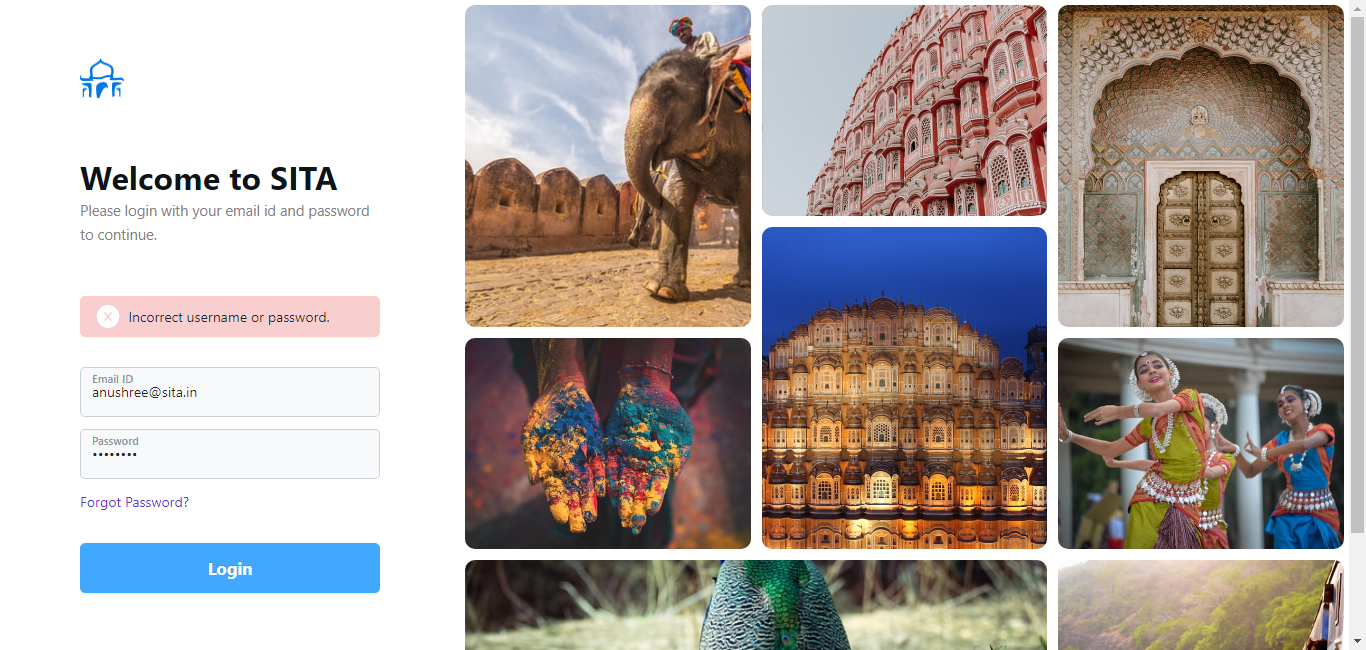 Welcome to SITA
Please login with your email id and password
to continue.
Incorrect username or password.
Email ID
anushree@sita.in
Password
••••••••
Forgot Password?
Login